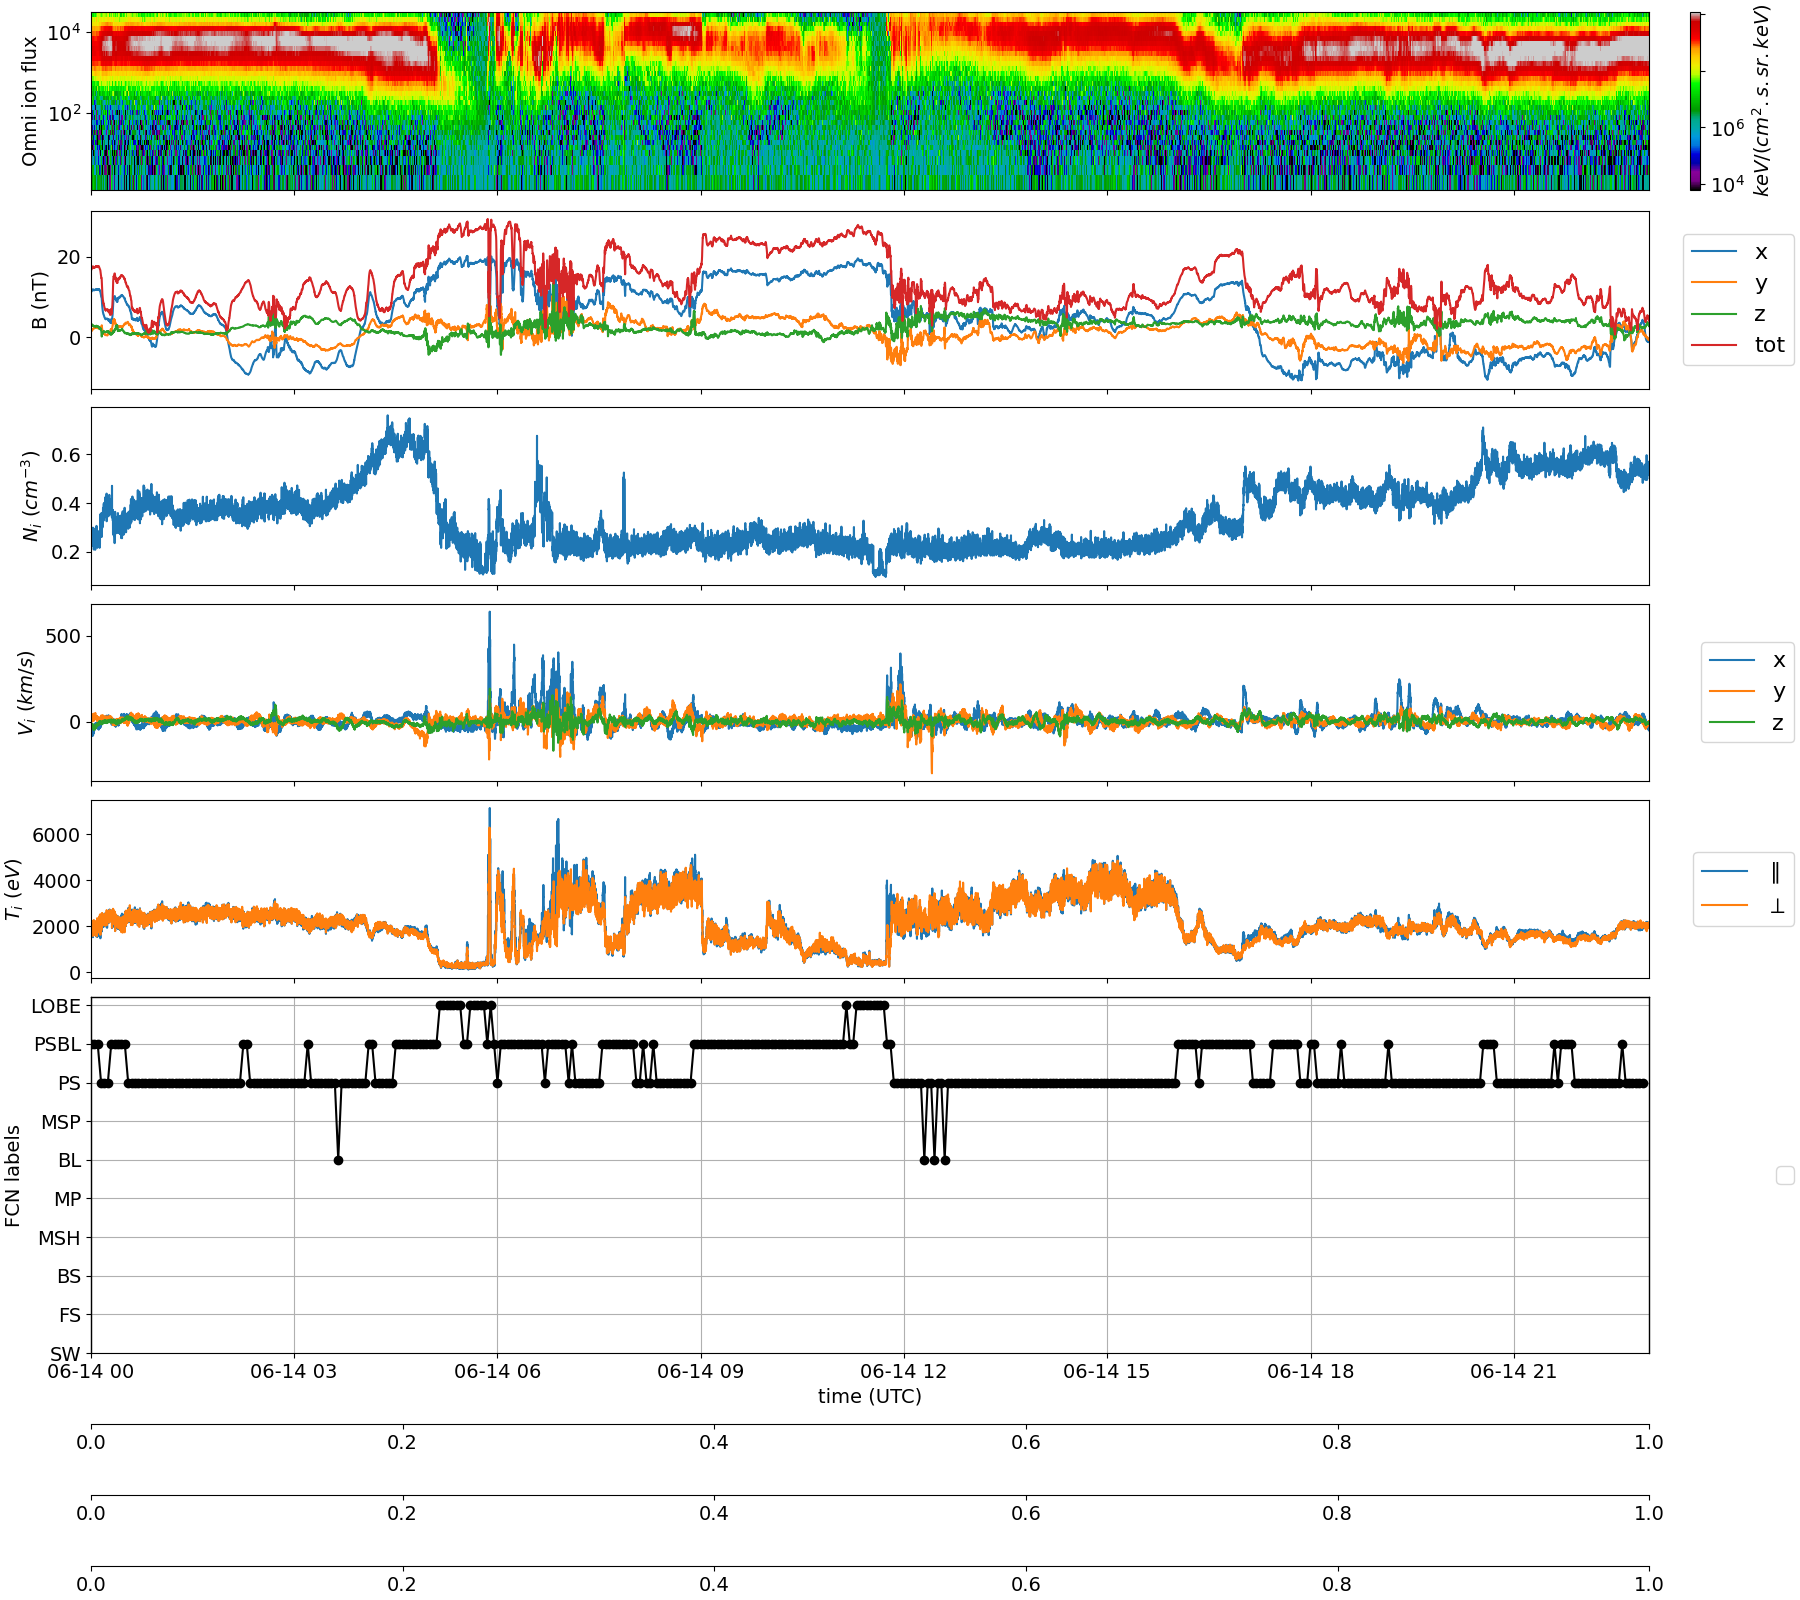 10^4
10^2
Omni ion flux
10^6
10^4
keV/(cm^2.s.sr.keV)
20
0
B (nT)
x
y
z
tot
0.6
0.4
0.2
N_i (cm^{-3})
500
0
V_i (km/s)
x
y
z
6000
4000
2000
0
T_i (eV)
∥
⊥
LOBE
PSBL
PS
MSP
BL
MP
MSH
BS
FS
SW
FCN labels
06-14 00 06-14 03 06-14 06 06-14 09 06-14 12 06-14 15 06-14 18 06-14 21
time (UTC)
0.0 0.2 0.4 0.6 0.8 1.0
0.0 0.2 0.4 0.6 0.8 1.0
0.0 0.2 0.4 0.6 0.8 1.0